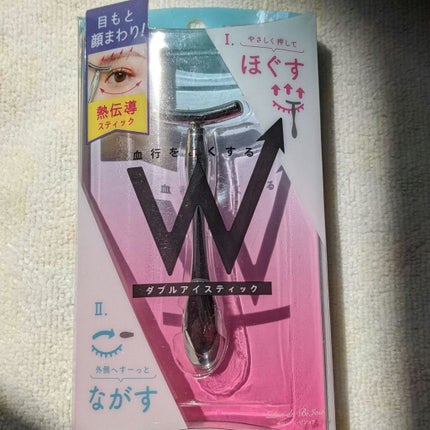 目もと
顔まわり!
熱伝導
スティック
I.
やさしく押して
ほぐす
血行を くする
W
ダブルアイスティック
II.
外側へすーっと
ながす